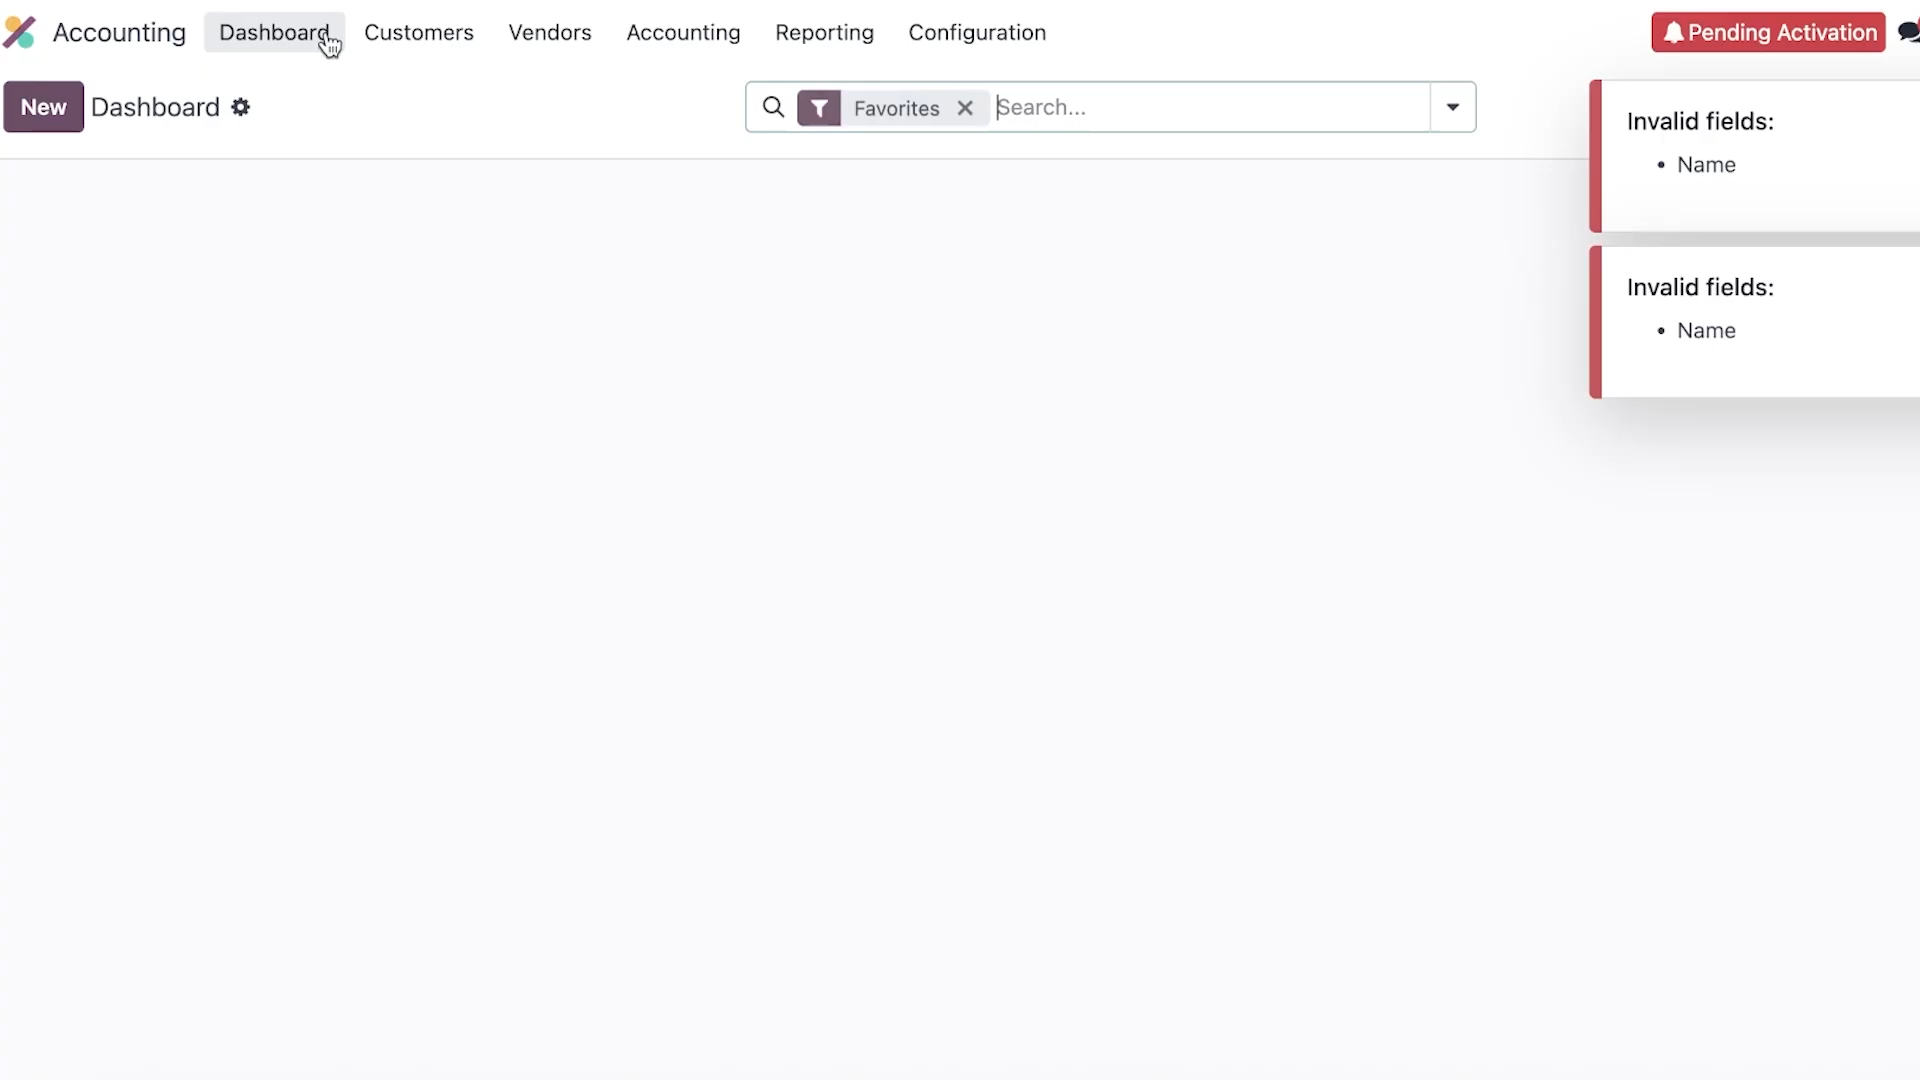 Accounting Dashboard Customers Vendors Accounting Reporting Configuration Pending Activation
New Dashboard Favorites Search...
Invalid fields:
• Name
Invalid fields:
• Name